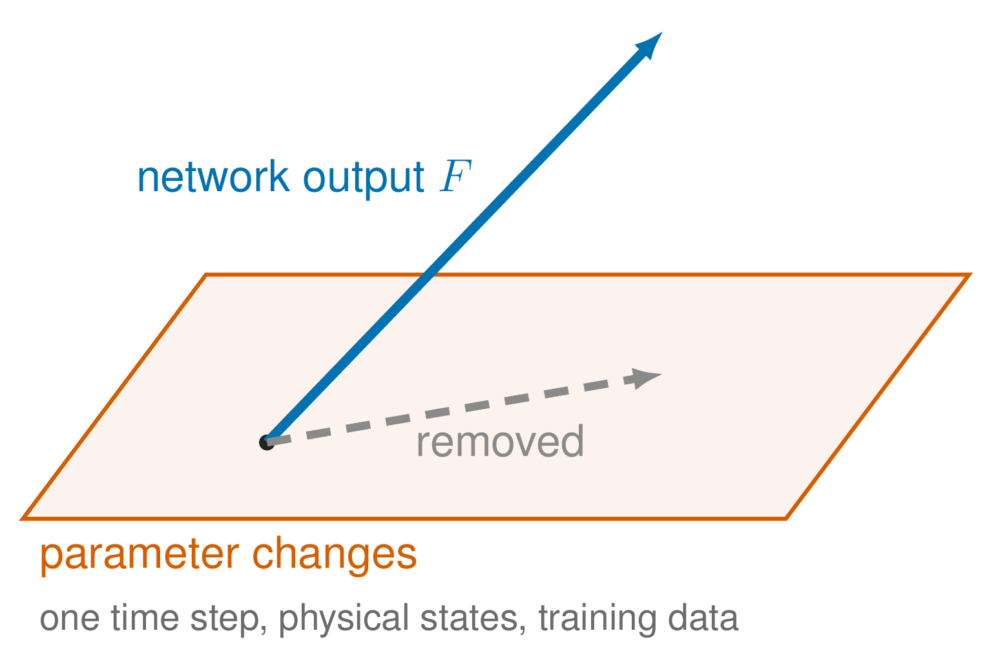 network output F
removed
parameter changes
one time step, physical states, training data